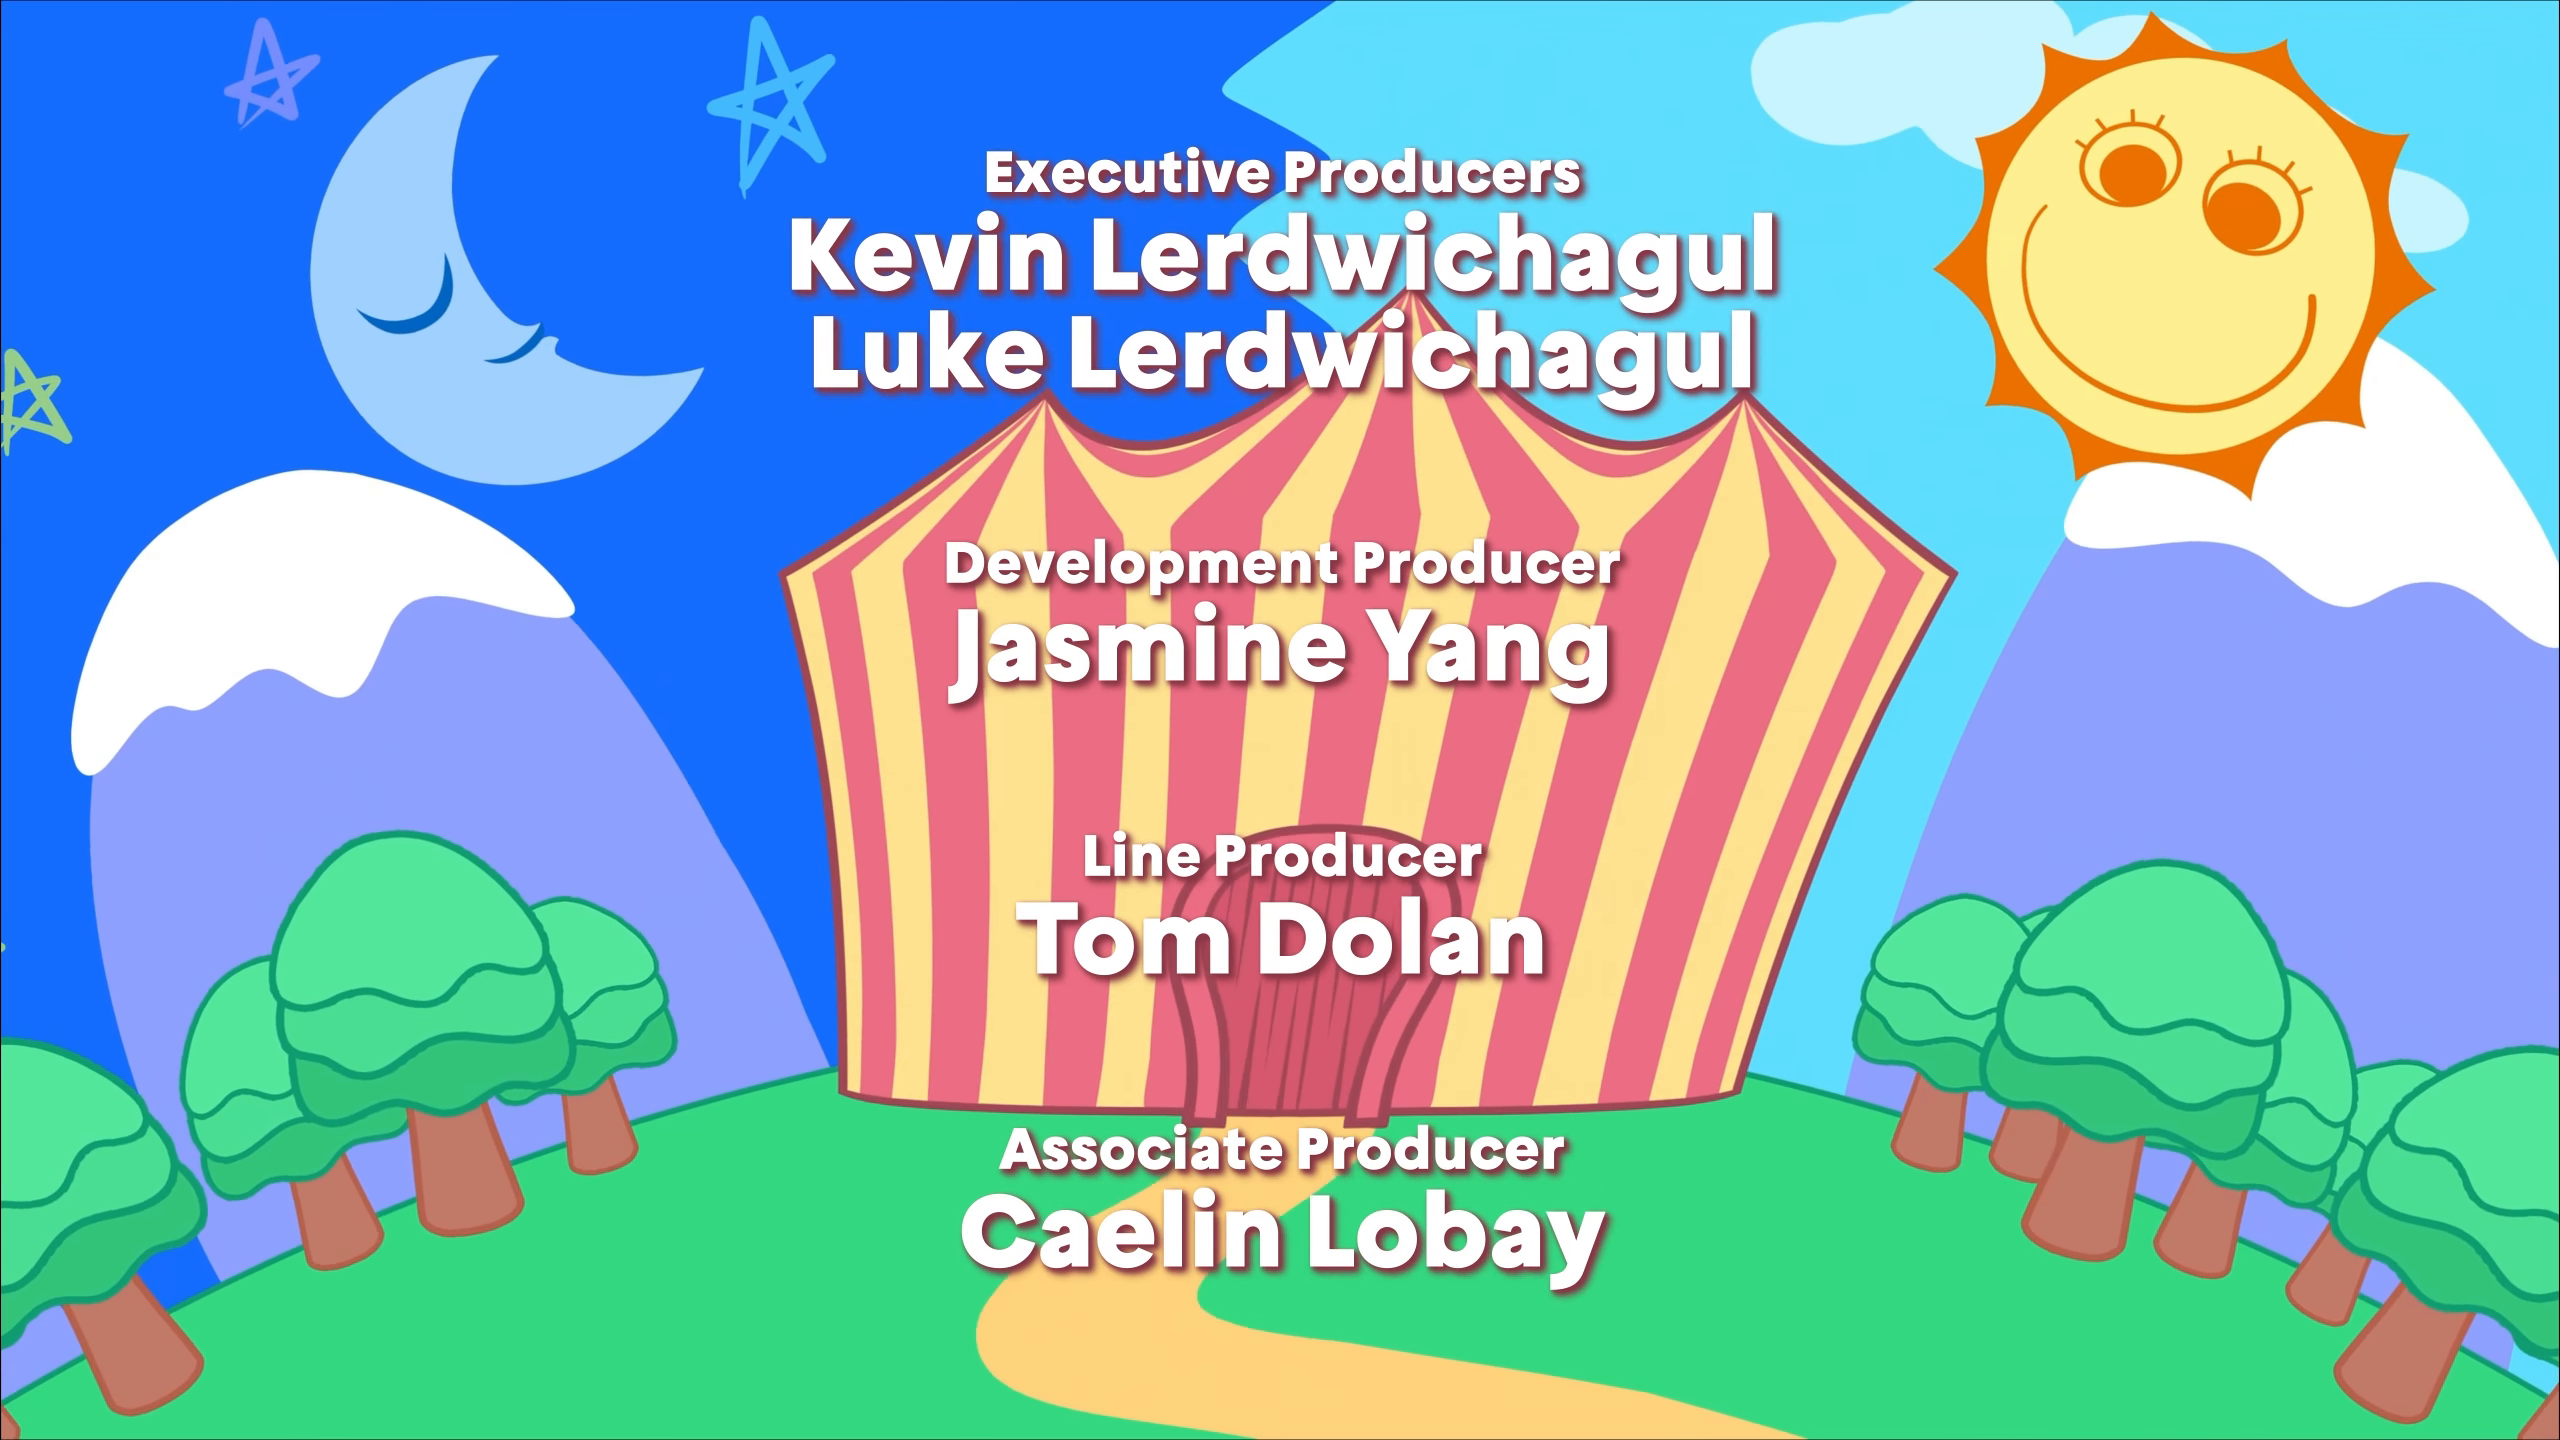 Executive Producers
Kevin Lerdwichagul
Luke Lerdwichagul
Development Producer
Jasmine Yang
Line Producer
Tom Dolan
Associate Producer
Caelin Lobay